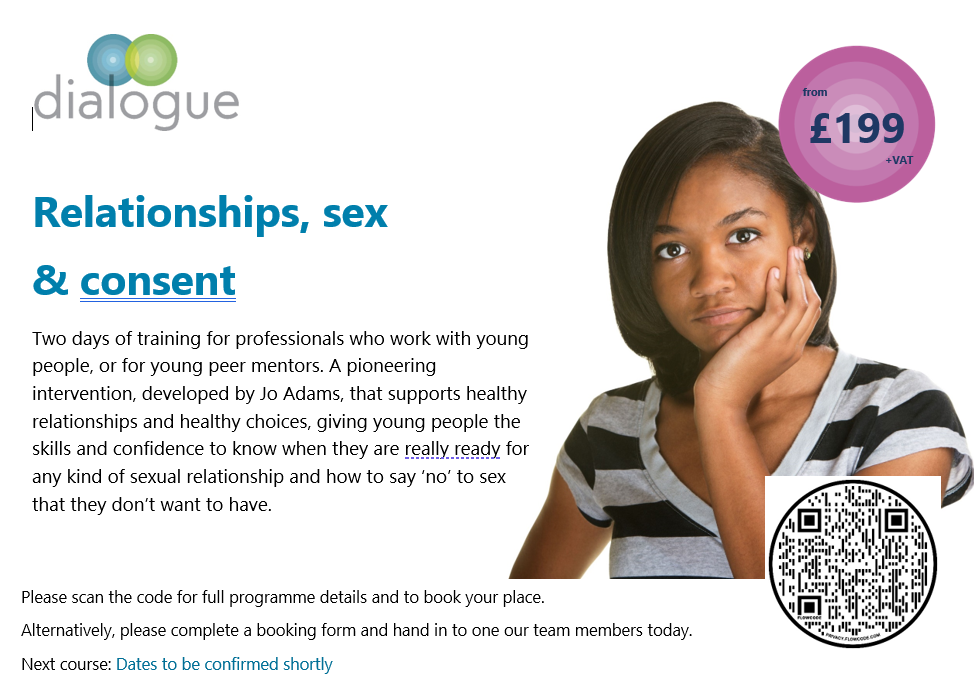 dialogue
from
£199
+VAT
Relationships, sex
& consent
Two days of training for professionals who work with young
people, or for young peer mentors. A pioneering
intervention, developed by Jo Adams, that supports healthy
relationships and healthy choices, giving young people the
skills and confidence to know when they are really ready for
any kind of sexual relationship and how to say ‘no’ to sex
that they don’t want to have.
Please scan the code for full programme details and to book your place.
Alternatively, please complete a booking form and hand in to one our team members today.
Next course: Dates to be confirmed shortly
FLOWCODE
PRIVACY.FLOWCODE.COM